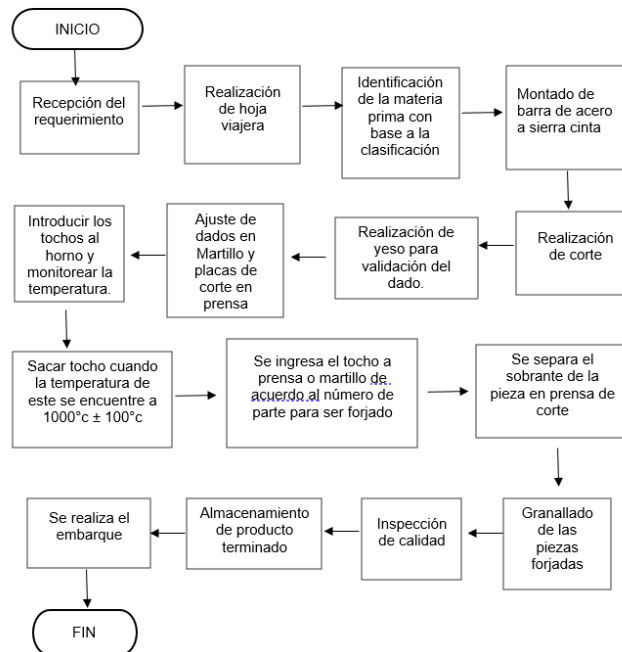 INICIO
Recepción del
requerimiento
Realización
de hoja
viajera
Identificación
de la materia
prima con
base a la
clasificación
Montado de
barra de acero
a sierra cinta
Realización
de corte
Realización de
yeso para
validación del
dado.
Ajuste de
dados en
Martillo y
placas de
corte en
prensa
Introducir los
tochos al
horno y
monitorear la
temperatura.
Sacar tocho cuando
la temperatura de
este se encuentre a
1000°c ± 100°c
Se ingresa el tocho a
prensa o martillo de
acuerdo al número de
parte para ser forjado
Se separa el
sobrante de la
pieza en prensa de
corte
Granallado de
las piezas
forjadas
Inspección
de calidad
Almacenamiento
de producto
terminado
Se realiza el
embarque
FIN